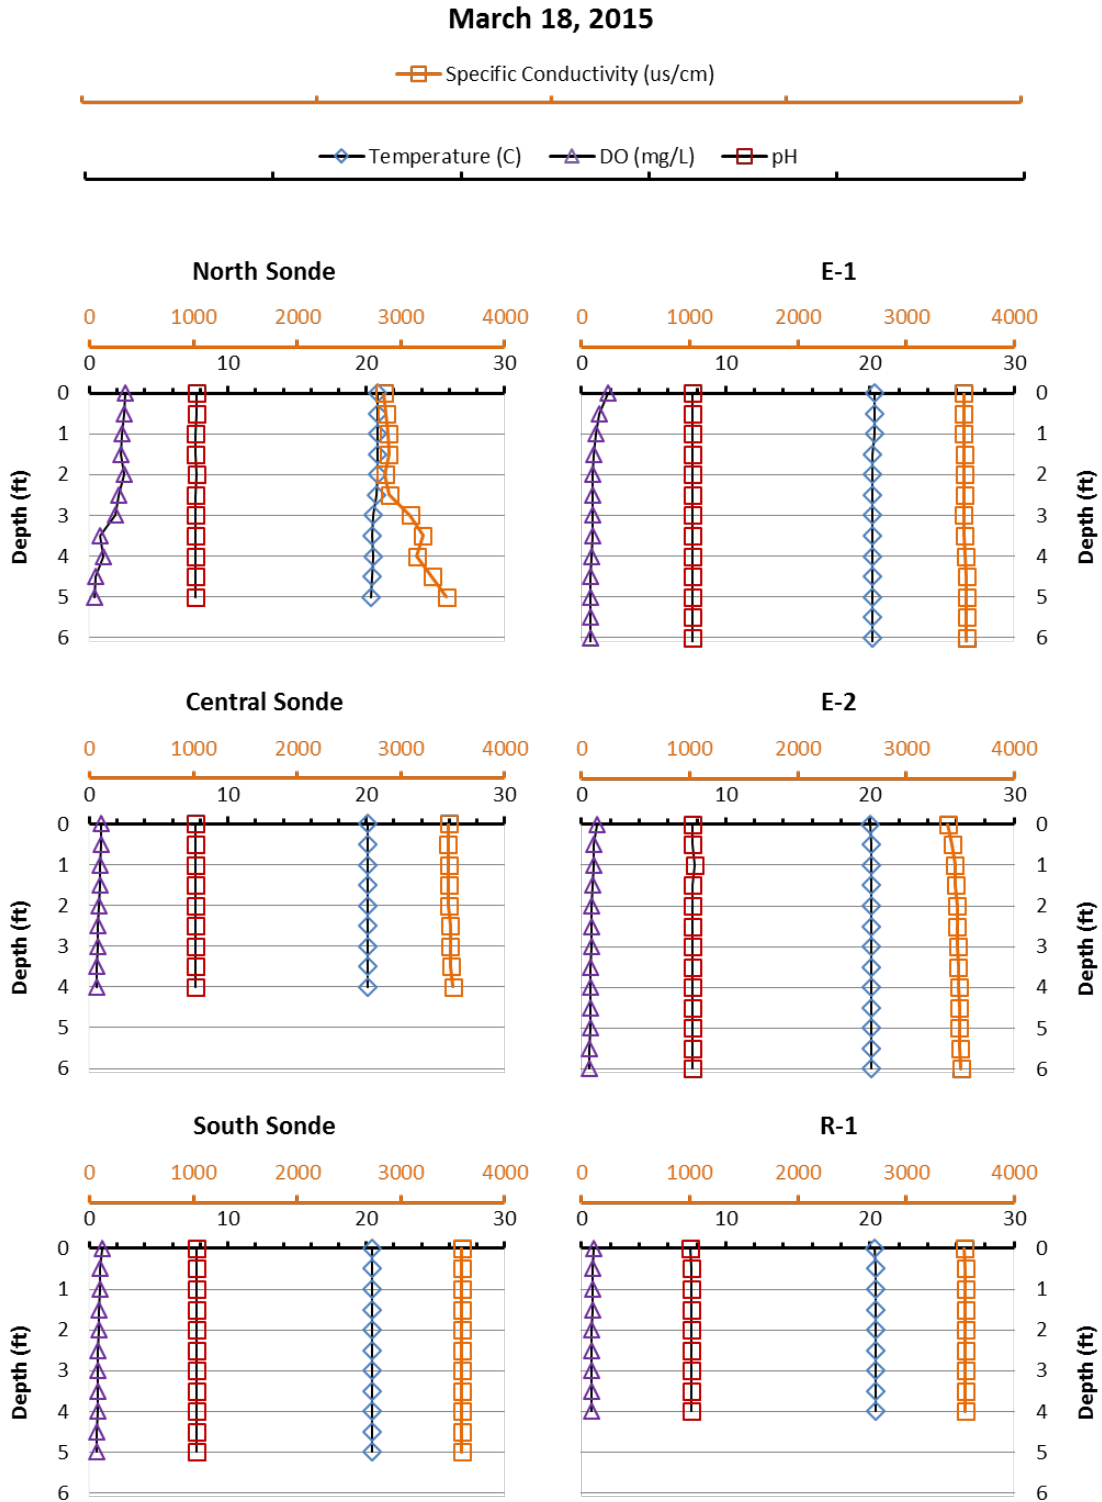 March 18, 2015
Specific Conductivity (us/cm)
Temperature (C) DO (mg/L) pH
North Sonde
0 1000 2000 3000 4000
0 10 20 30
Depth (ft)
0
1
2
3
4
5
6
E-1
0 1000 2000 3000 4000
0 10 20 30
0
1
2
3
4
5
6
Depth (ft)
Central Sonde
0 1000 2000 3000 4000
0 10 20 30
Depth (ft)
0
1
2
3
4
5
6
E-2
0 1000 2000 3000 4000
0 10 20 30
0
1
2
3
4
5
6
Depth (ft)
South Sonde
0 1000 2000 3000 4000
0 10 20 30
Depth (ft)
0
1
2
3
4
5
6
R-1
0 1000 2000 3000 4000
0 10 20 30
0
1
2
3
4
5
6
Depth (ft)